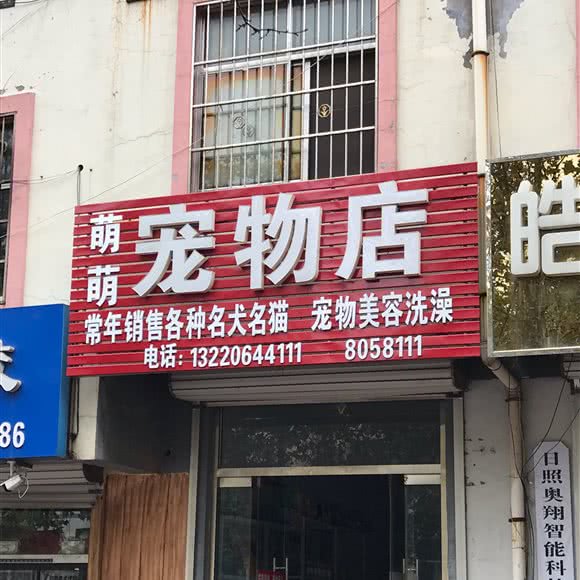 萌萌
宠物店
常年销售各种名犬名猫 宠物美容洗澡
电话：13220644111 8058111
86
皓
日照奥翔智能科